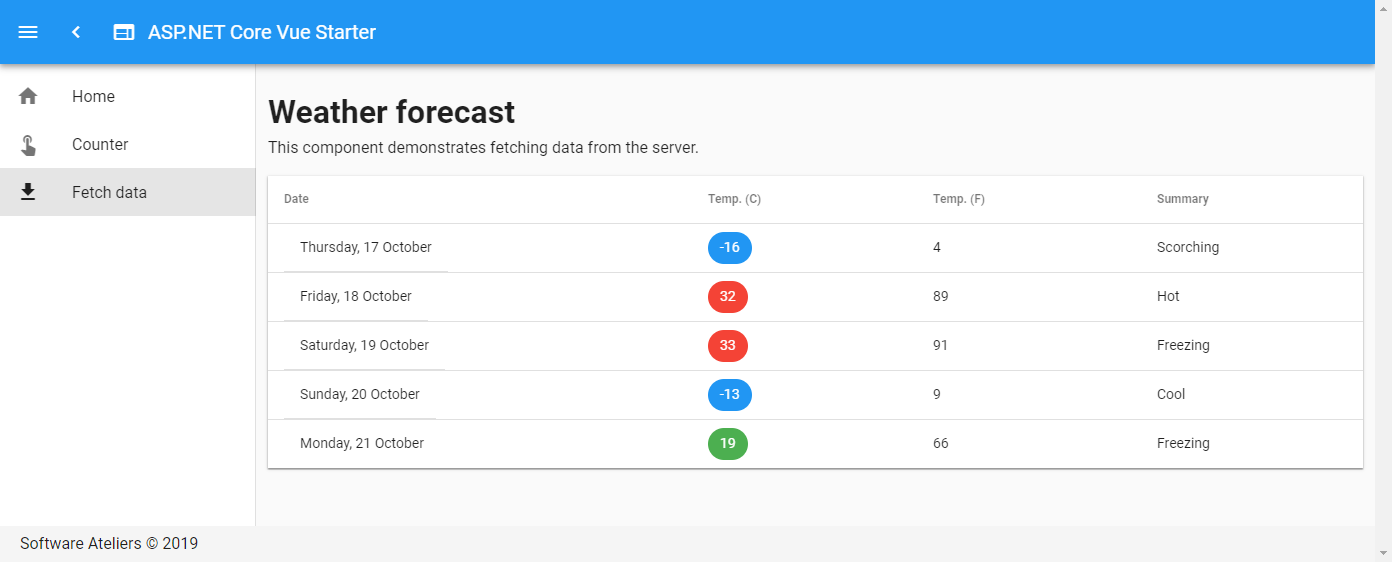 ASP.NET Core Vue Starter
Home
Counter
Fetch data
Weather forecast
This component demonstrates fetching data from the server.
Date Temp. (C) Temp. (F) Summary
Thursday, 17 October -16 4 Scorching
Friday, 18 October 32 89 Hot
Saturday, 19 October 33 91 Freezing
Sunday, 20 October -13 9 Cool
Monday, 21 October 19 66 Freezing
Software Ateliers © 2019